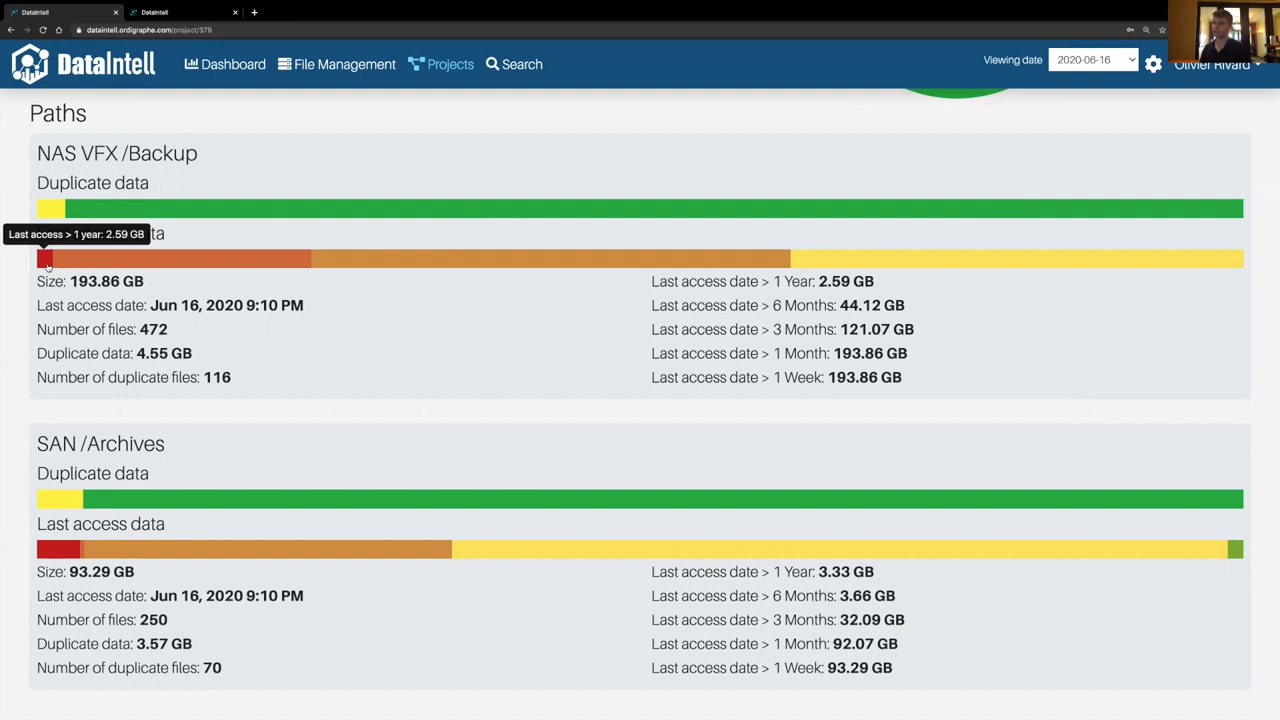 DataIntell
DataIntell
dataintell.ordigraphe.com/project/379
DataIntell
Dashboard
File Management
Projects
Search
Viewing date
2020-06-16
Olivier Rivard
Paths
NAS VFX /Backup
Duplicate data
Last access > 1 year: 2.59 GB
ta
Size: 193.86 GB
Last access date: Jun 16, 2020 9:10 PM
Number of files: 472
Duplicate data: 4.55 GB
Number of duplicate files: 116
Last access date > 1 Year: 2.59 GB
Last access date > 6 Months: 44.12 GB
Last access date > 3 Months: 121.07 GB
Last access date > 1 Month: 193.86 GB
Last access date > 1 Week: 193.86 GB
SAN /Archives
Duplicate data
Last access data
Size: 93.29 GB
Last access date: Jun 16, 2020 9:10 PM
Number of files: 250
Duplicate data: 3.57 GB
Number of duplicate files: 70
Last access date > 1 Year: 3.33 GB
Last access date > 6 Months: 3.66 GB
Last access date > 3 Months: 32.09 GB
Last access date > 1 Month: 92.07 GB
Last access date > 1 Week: 93.29 GB